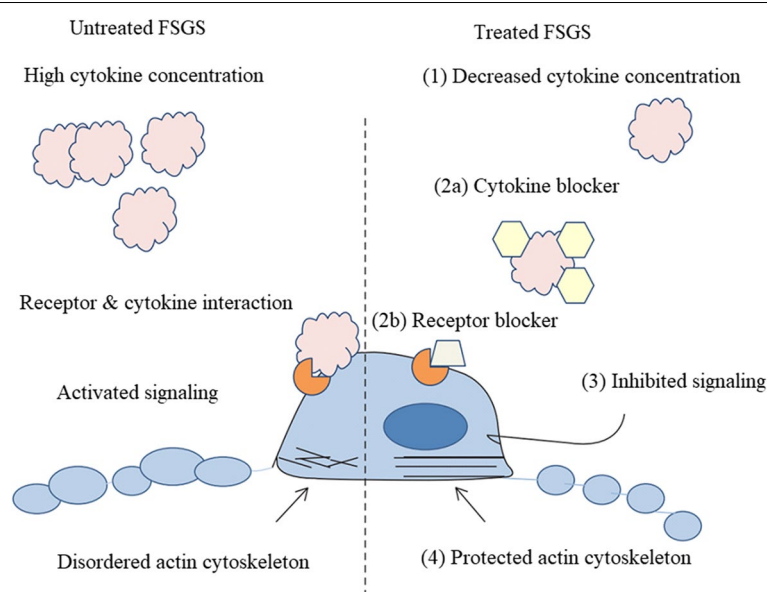 Untreated FSGS
Treated FSGS
High cytokine concentration
(1) Decreased cytokine concentration
(2a) Cytokine blocker
Receptor & cytokine interaction
(2b) Receptor blocker
Activated signaling
(3) Inhibited signaling
Disordered actin cytoskeleton
(4) Protected actin cytoskeleton